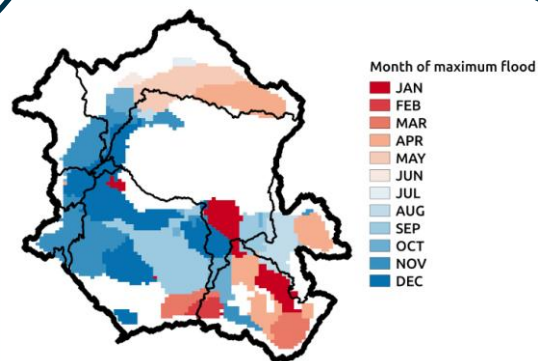 Month of maximum flood
JAN
FEB
MAR
APR
MAY
JUN
JUL
AUG
SEP
OCT
NOV
DEC